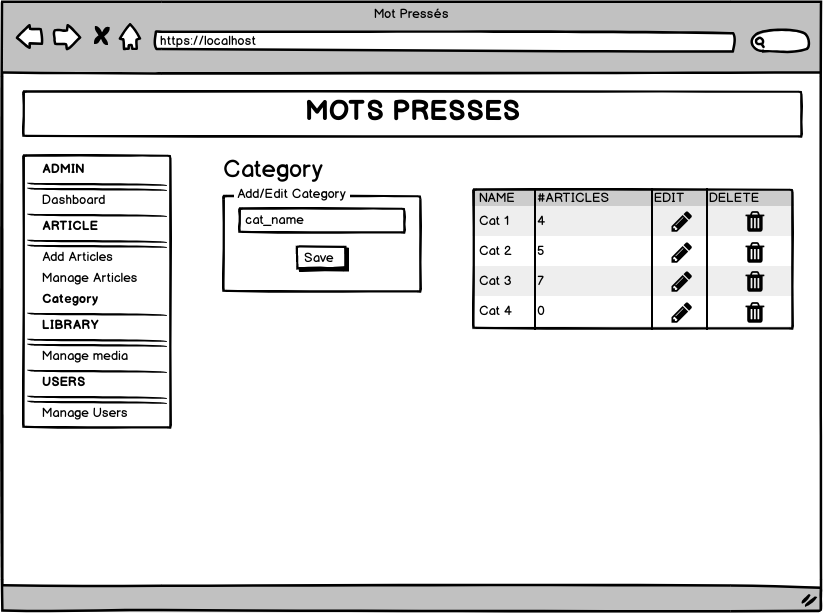 Mot Pressés
https://localhost
MOTS PRESSES
ADMIN
Dashboard
ARTICLE
Add Articles
Manage Articles
Category
LIBRARY
Manage media
USERS
Manage Users
Category
Add/Edit Category
cat_name
Save
NAME #ARTICLES EDIT DELETE
Cat 1 4
Cat 2 5
Cat 3 7
Cat 4 0